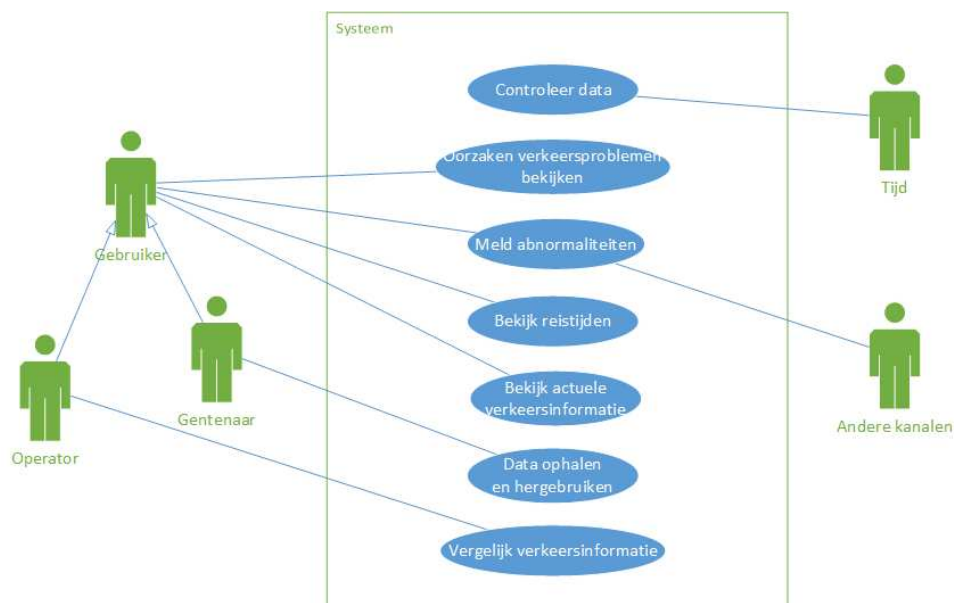 Systeem
Controleer data
Oorzaken verkeersproblemen
bekijken
Tijd
Gebruiker
Meld abnormaliteiten
Bekijk reistijden
Andere kanalen
Gentenaar
Bekijk actuele
verkeersinformatie
Operator
Data ophalen
en hergebruiken
Vergelijk verkeersinformatie